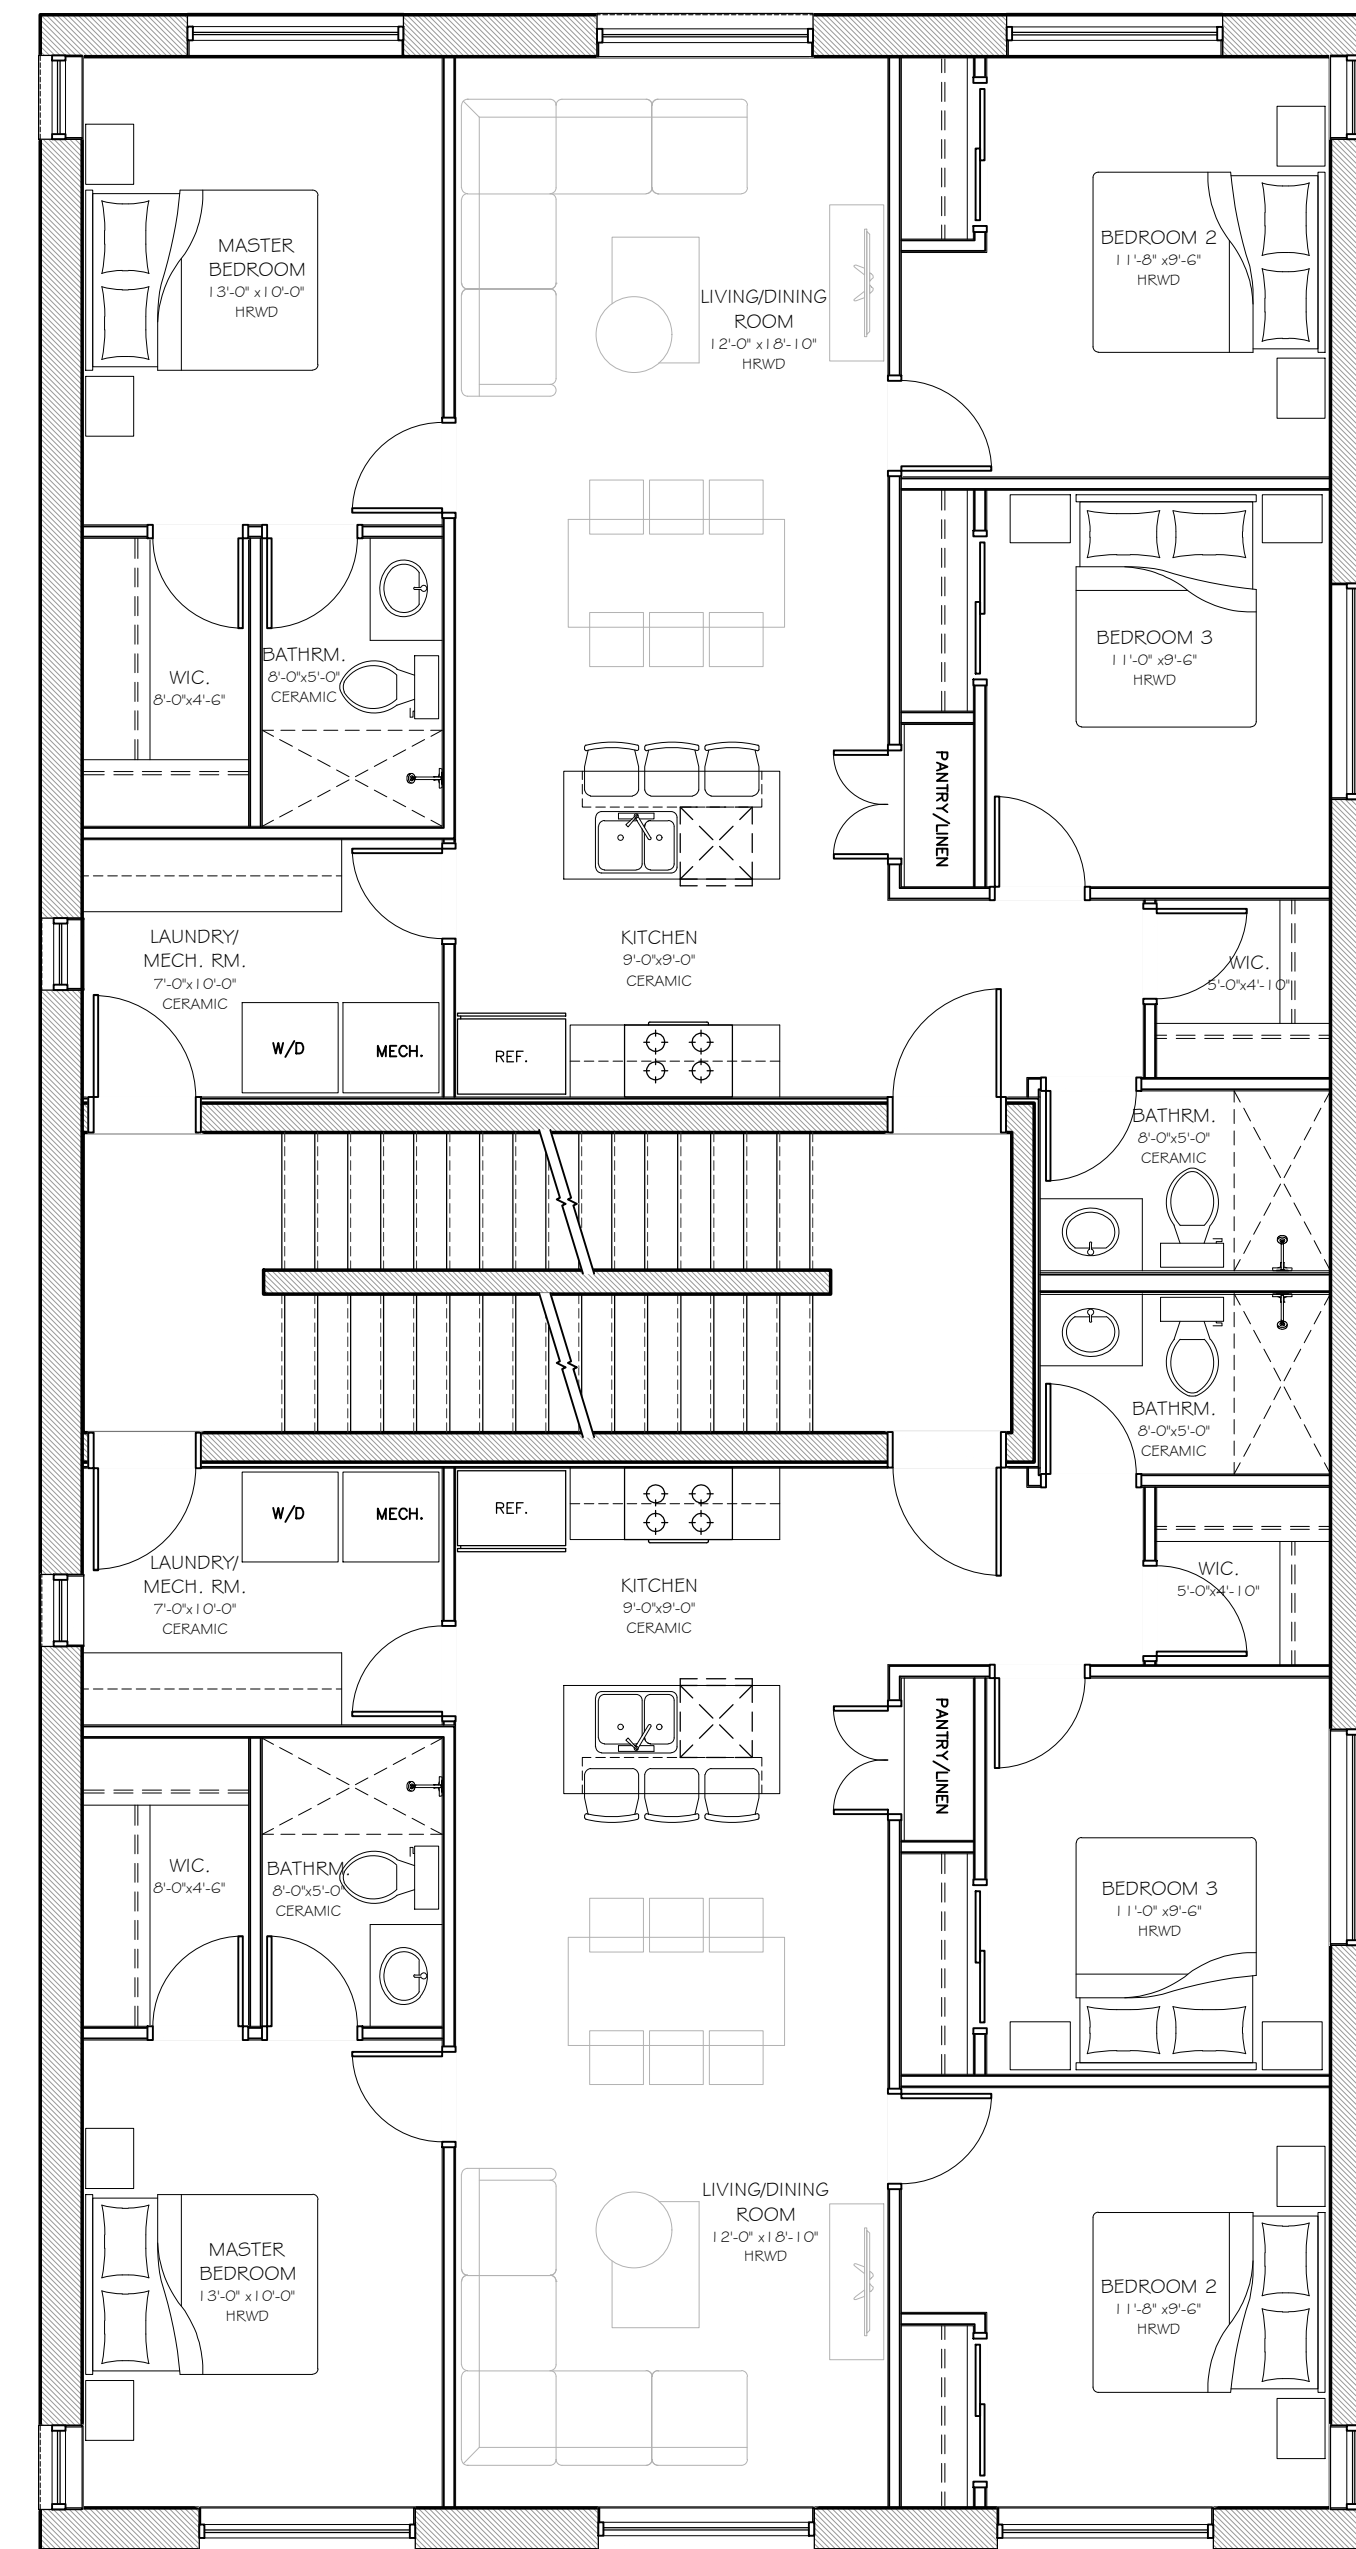 MASTER
BEDROOM
13'-0" x10'-0"
HRWD
LIVING/DINING
ROOM
12'-0" x18'-10"
HRWD
BEDROOM 2
11'-8" x9'-6"
HRWD
BEDROOM 3
11'-0" x9'-6"
HRWD
WIC.
8'-0"x4'-6"
BATHRM.
8'-0"x5'-0"
CERAMIC
PANTRY/LINEN
LAUNDRY/
MECH. RM.
7'-0"x10'-0"
CERAMIC
W/D
MECH.
REF.
KITCHEN
9'-0"x9'-0"
CERAMIC
WIC.
5'-0"x4'-10"
BATHRM.
8'-0"x5'-0"
CERAMIC
BATHRM.
8'-0"x5'-0"
CERAMIC
W/D
MECH.
REF.
LAUNDRY/
MECH. RM.
7'-0"x10'-0"
CERAMIC
KITCHEN
9'-0"x9'-0"
CERAMIC
WIC.
5'-0"x4'-10"
PANTRY/LINEN
WIC.
8'-0"x4'-6"
BATHRM.
8'-0"x5'-0"
CERAMIC
BEDROOM 3
11'-0" x9'-6"
HRWD
MASTER
BEDROOM
13'-0" x10'-0"
HRWD
LIVING/DINING
ROOM
12'-0" x18'-10"
HRWD
BEDROOM 2
11'-8" x9'-6"
HRWD